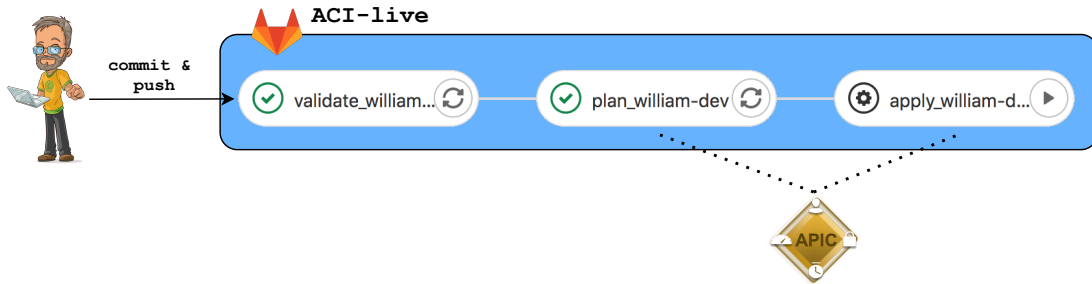 ACI-live
commit &
push
validate_william...
plan_william-dev
apply_william-d...
APIC